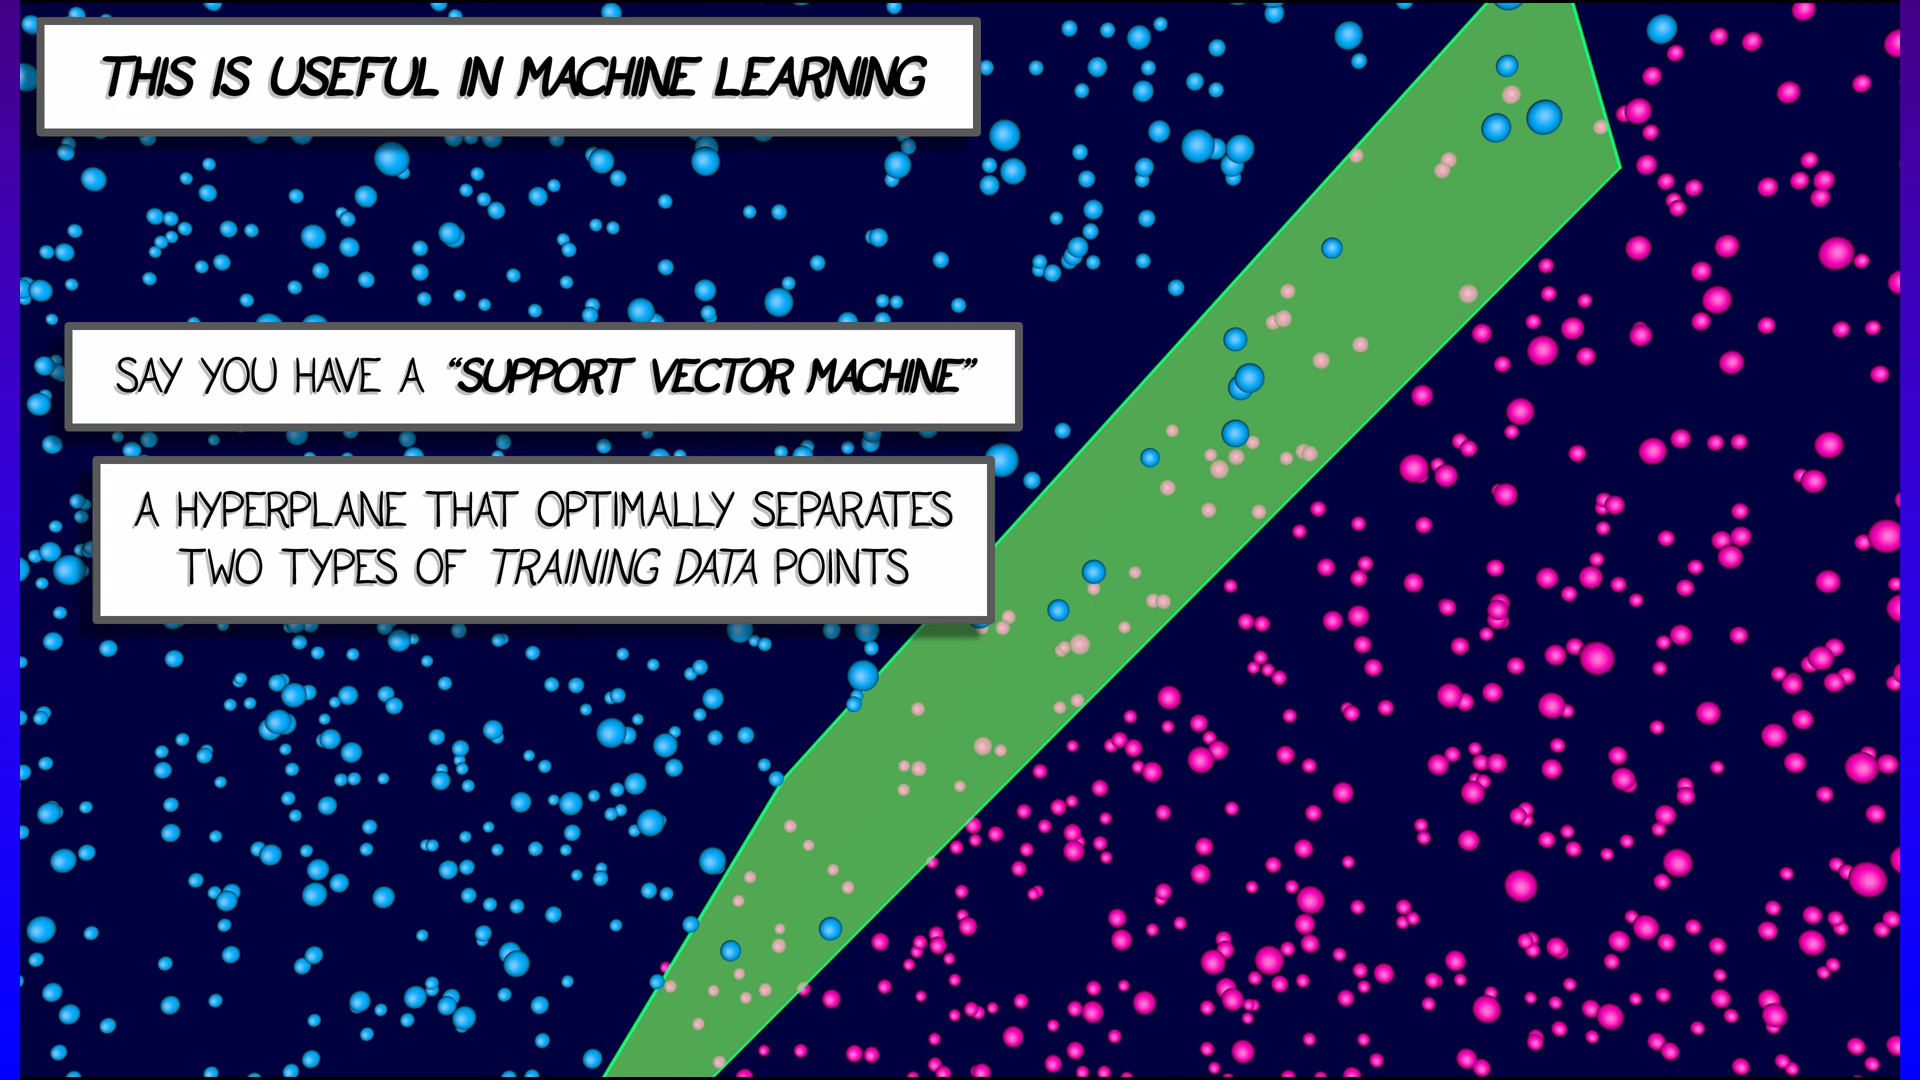 THIS IS USEFUL IN MACHINE LEARNING
SAY YOU HAVE A “SUPPORT VECTOR MACHINE”
A HYPERPLANE THAT OPTIMALLY SEPARATES
TWO TYPES OF TRAINING DATA POINTS